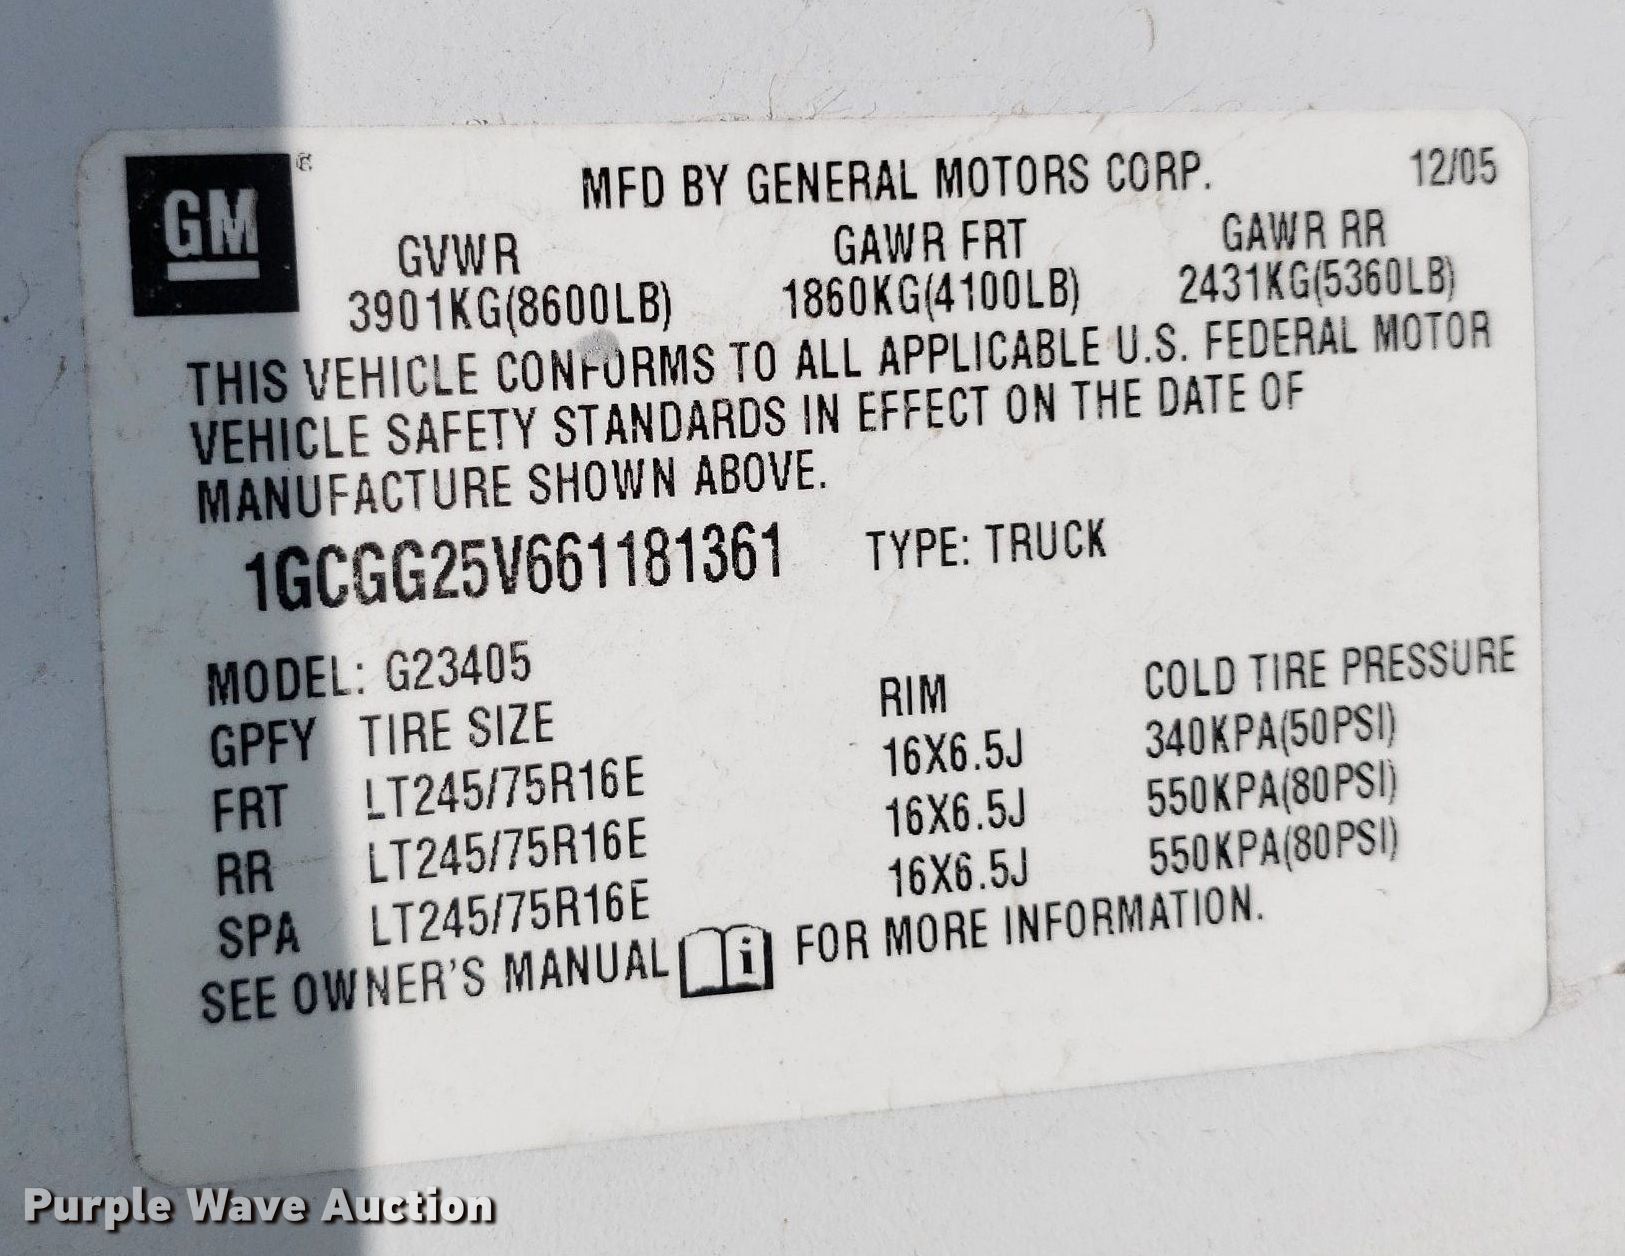 GM ®
MFD BY GENERAL MOTORS CORP. 12/05
GVWR GAWR FRT GAWR RR
3901KG(8600LB) 1860KG(4100LB) 2431KG(5360LB)
THIS VEHICLE CONFORMS TO ALL APPLICABLE U.S. FEDERAL MOTOR
VEHICLE SAFETY STANDARDS IN EFFECT ON THE DATE OF
MANUFACTURE SHOWN ABOVE.
1GCGG25V661181361 TYPE: TRUCK
MODEL: G23405
GPFY TIRE SIZE RIM COLD TIRE PRESSURE
FRT LT245/75R16E 16X6.5J 340KPA(50PSI)
RR LT245/75R16E 16X6.5J 550KPA(80PSI)
SPA LT245/75R16E 16X6.5J 550KPA(80PSI)
SEE OWNER'S MANUAL i FOR MORE INFORMATION.
Purple Wave Auction